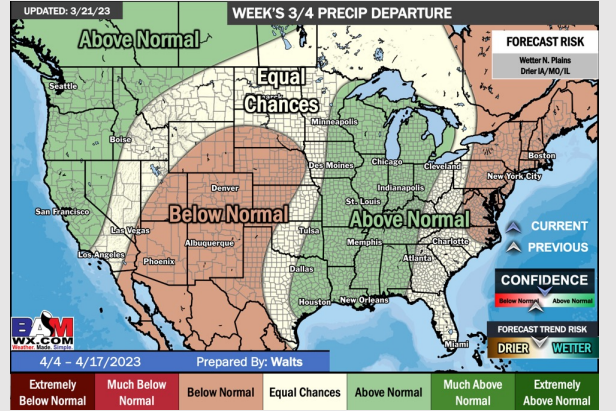 UPDATED: 3/21/23
WEEK'S 3/4 PRECIP DEPARTURE
Above Normal
FORECAST RISK
Wetter N. Plains
Drier IA/MO/IL
Equal
Chances
Seattle
Minneapolis
Boise
Boston
Des Moines
Chicago
Cleveland
New York City
Denver
Indianapolis
St. Louis
San Francisco
Below Normal
Above Normal
CURRENT
Las Vegas
Tulsa
Albuquerque
Memphis
Charlotte
PREVIOUS
Los Angeles
Phoenix
Atlanta
Dallas
CONFIDENCE
Below Normal
Above Normal
Houston
New Orleans
BAM
WX.COM
Weather. Made. Simple.
FORECAST TREND RISK
DRIER
WETTER
Miami
4/4 – 4/17/2023
Prepared By: Walts
Extremely
Below Normal
Much Below
Normal
Below Normal
Equal Chances
Above Normal
Much Above
Normal
Extremely
Above Normal